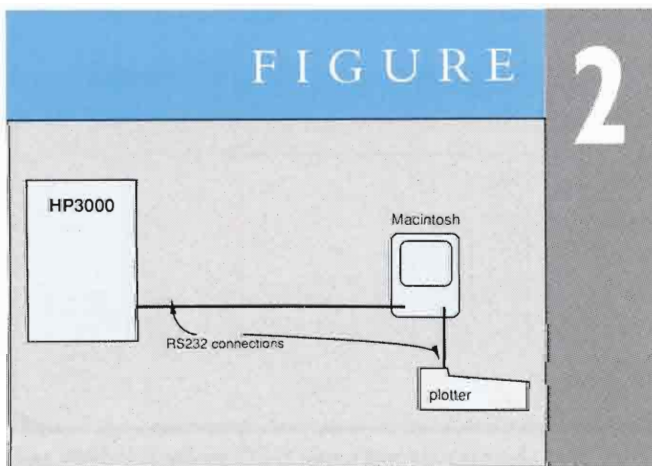 FIGURE 2
HP3000
Macintosh
RS232 connections
plotter